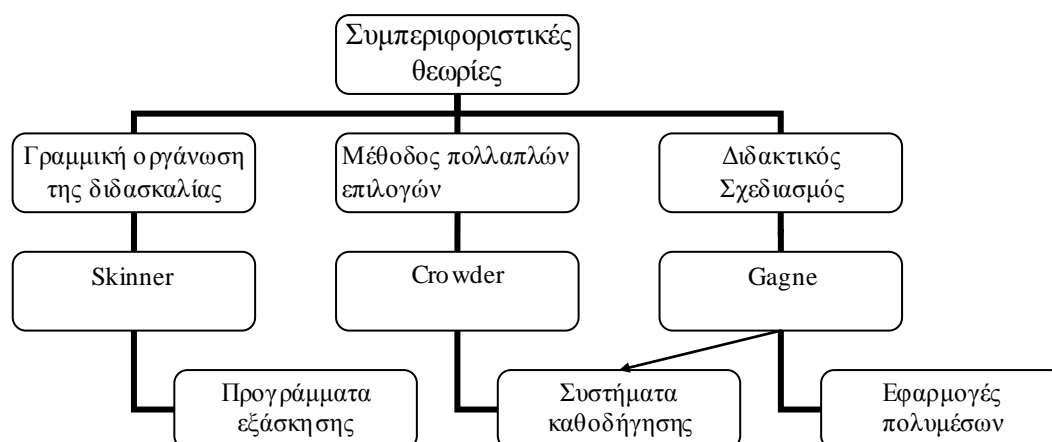 Συμπεριφοριστικές
θεωρίες
Γραμμική οργάνωση
της διδασκαλίας
Μέθοδος πολλαπλών
επιλογών
Διδακτικός
Σχεδιασμός
Skinner
Crowder
Gagne
Προγράμματα
εξάσκησης
Συστήματα
καθοδήγησης
Εφαρμογές
πολυμέσων